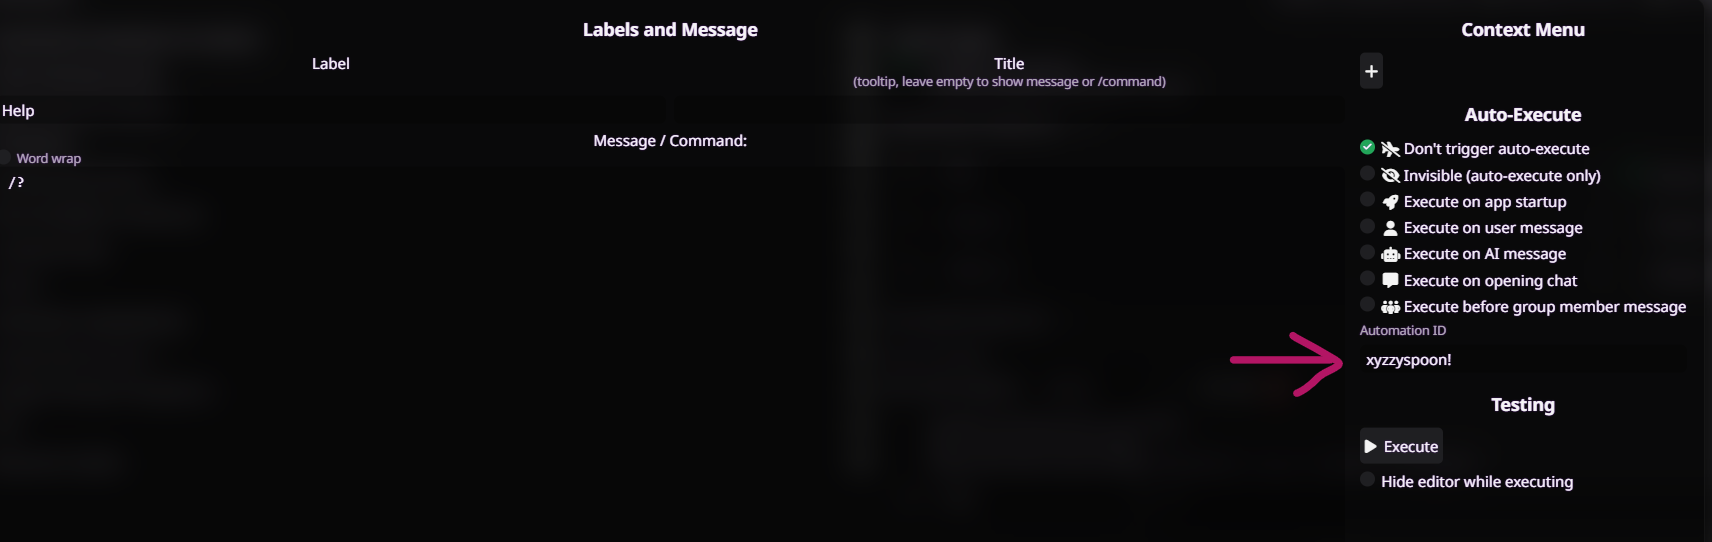 Labels and Message
Label
Title
(tooltip, leave empty to show message or /command)
Help
Message / Command:
Word wrap
/?
Context Menu
+
Auto-Execute
Don't trigger auto-execute
Invisible (auto-execute only)
Execute on app startup
Execute on user message
Execute on AI message
Execute on opening chat
Execute before group member message
Automation ID
xyzzyspoon!
Testing
Execute
Hide editor while executing